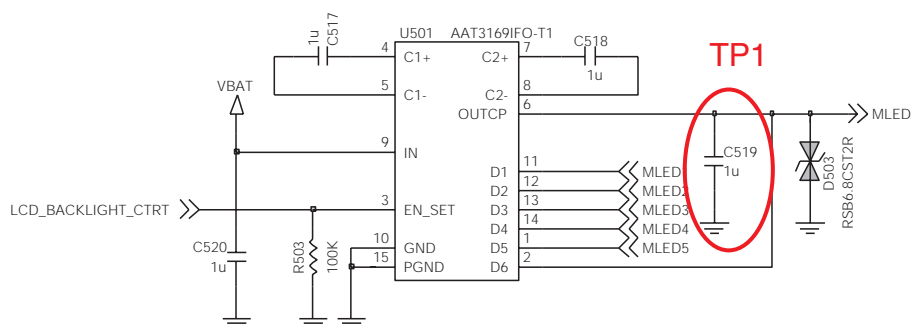 U501 AAT3169IFO-T1
1u
C517
4 C1+
5 C1-
C2+ 7
C518
1u
C2- 8
OUTCP 6
TP1
VBAT
MLED
9 IN
C519
1u
D503
RSB6.8CST2R
D1 11 MLED
D2 12 MLED2
D3 13 MLED3
D4 14 MLED4
D5 1 MLED5
D6 2
LCD_BACKLIGHT_CTRT
3 EN_SET
C520
1u
R503
100K
10 GND
15 PGND